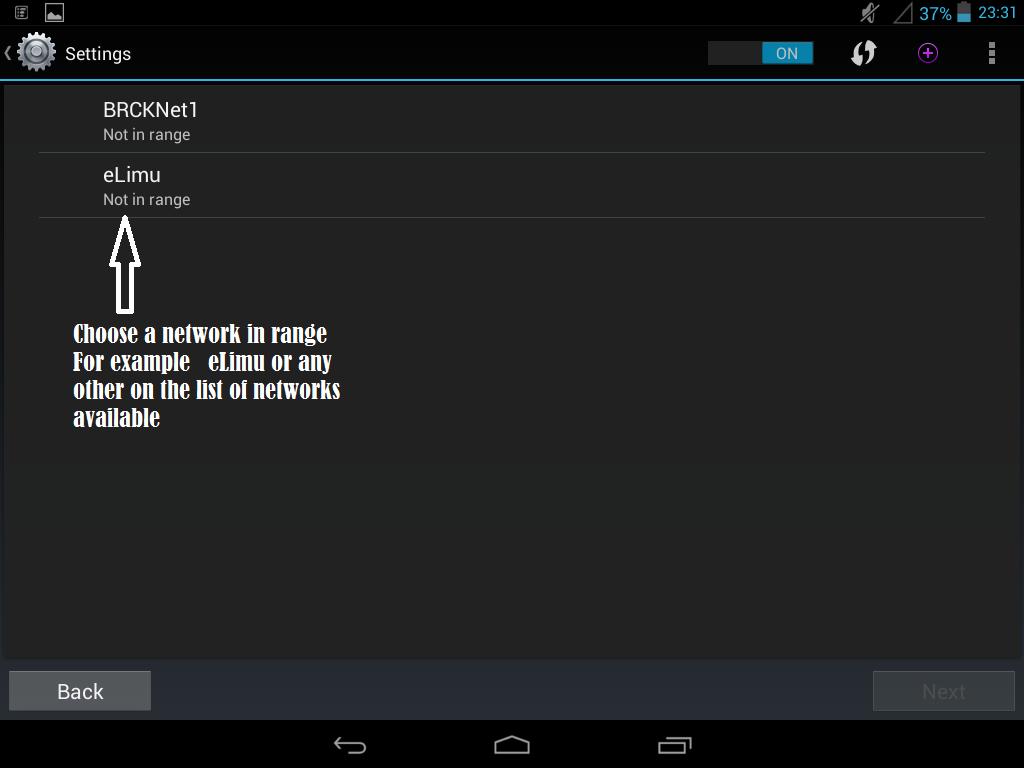 37% 23:31
Settings ON
BRCKNet1
Not in range
eLimu
Not in range
Choose a network in range
For example eLimu or any
other on the list of networks
available
Back Next